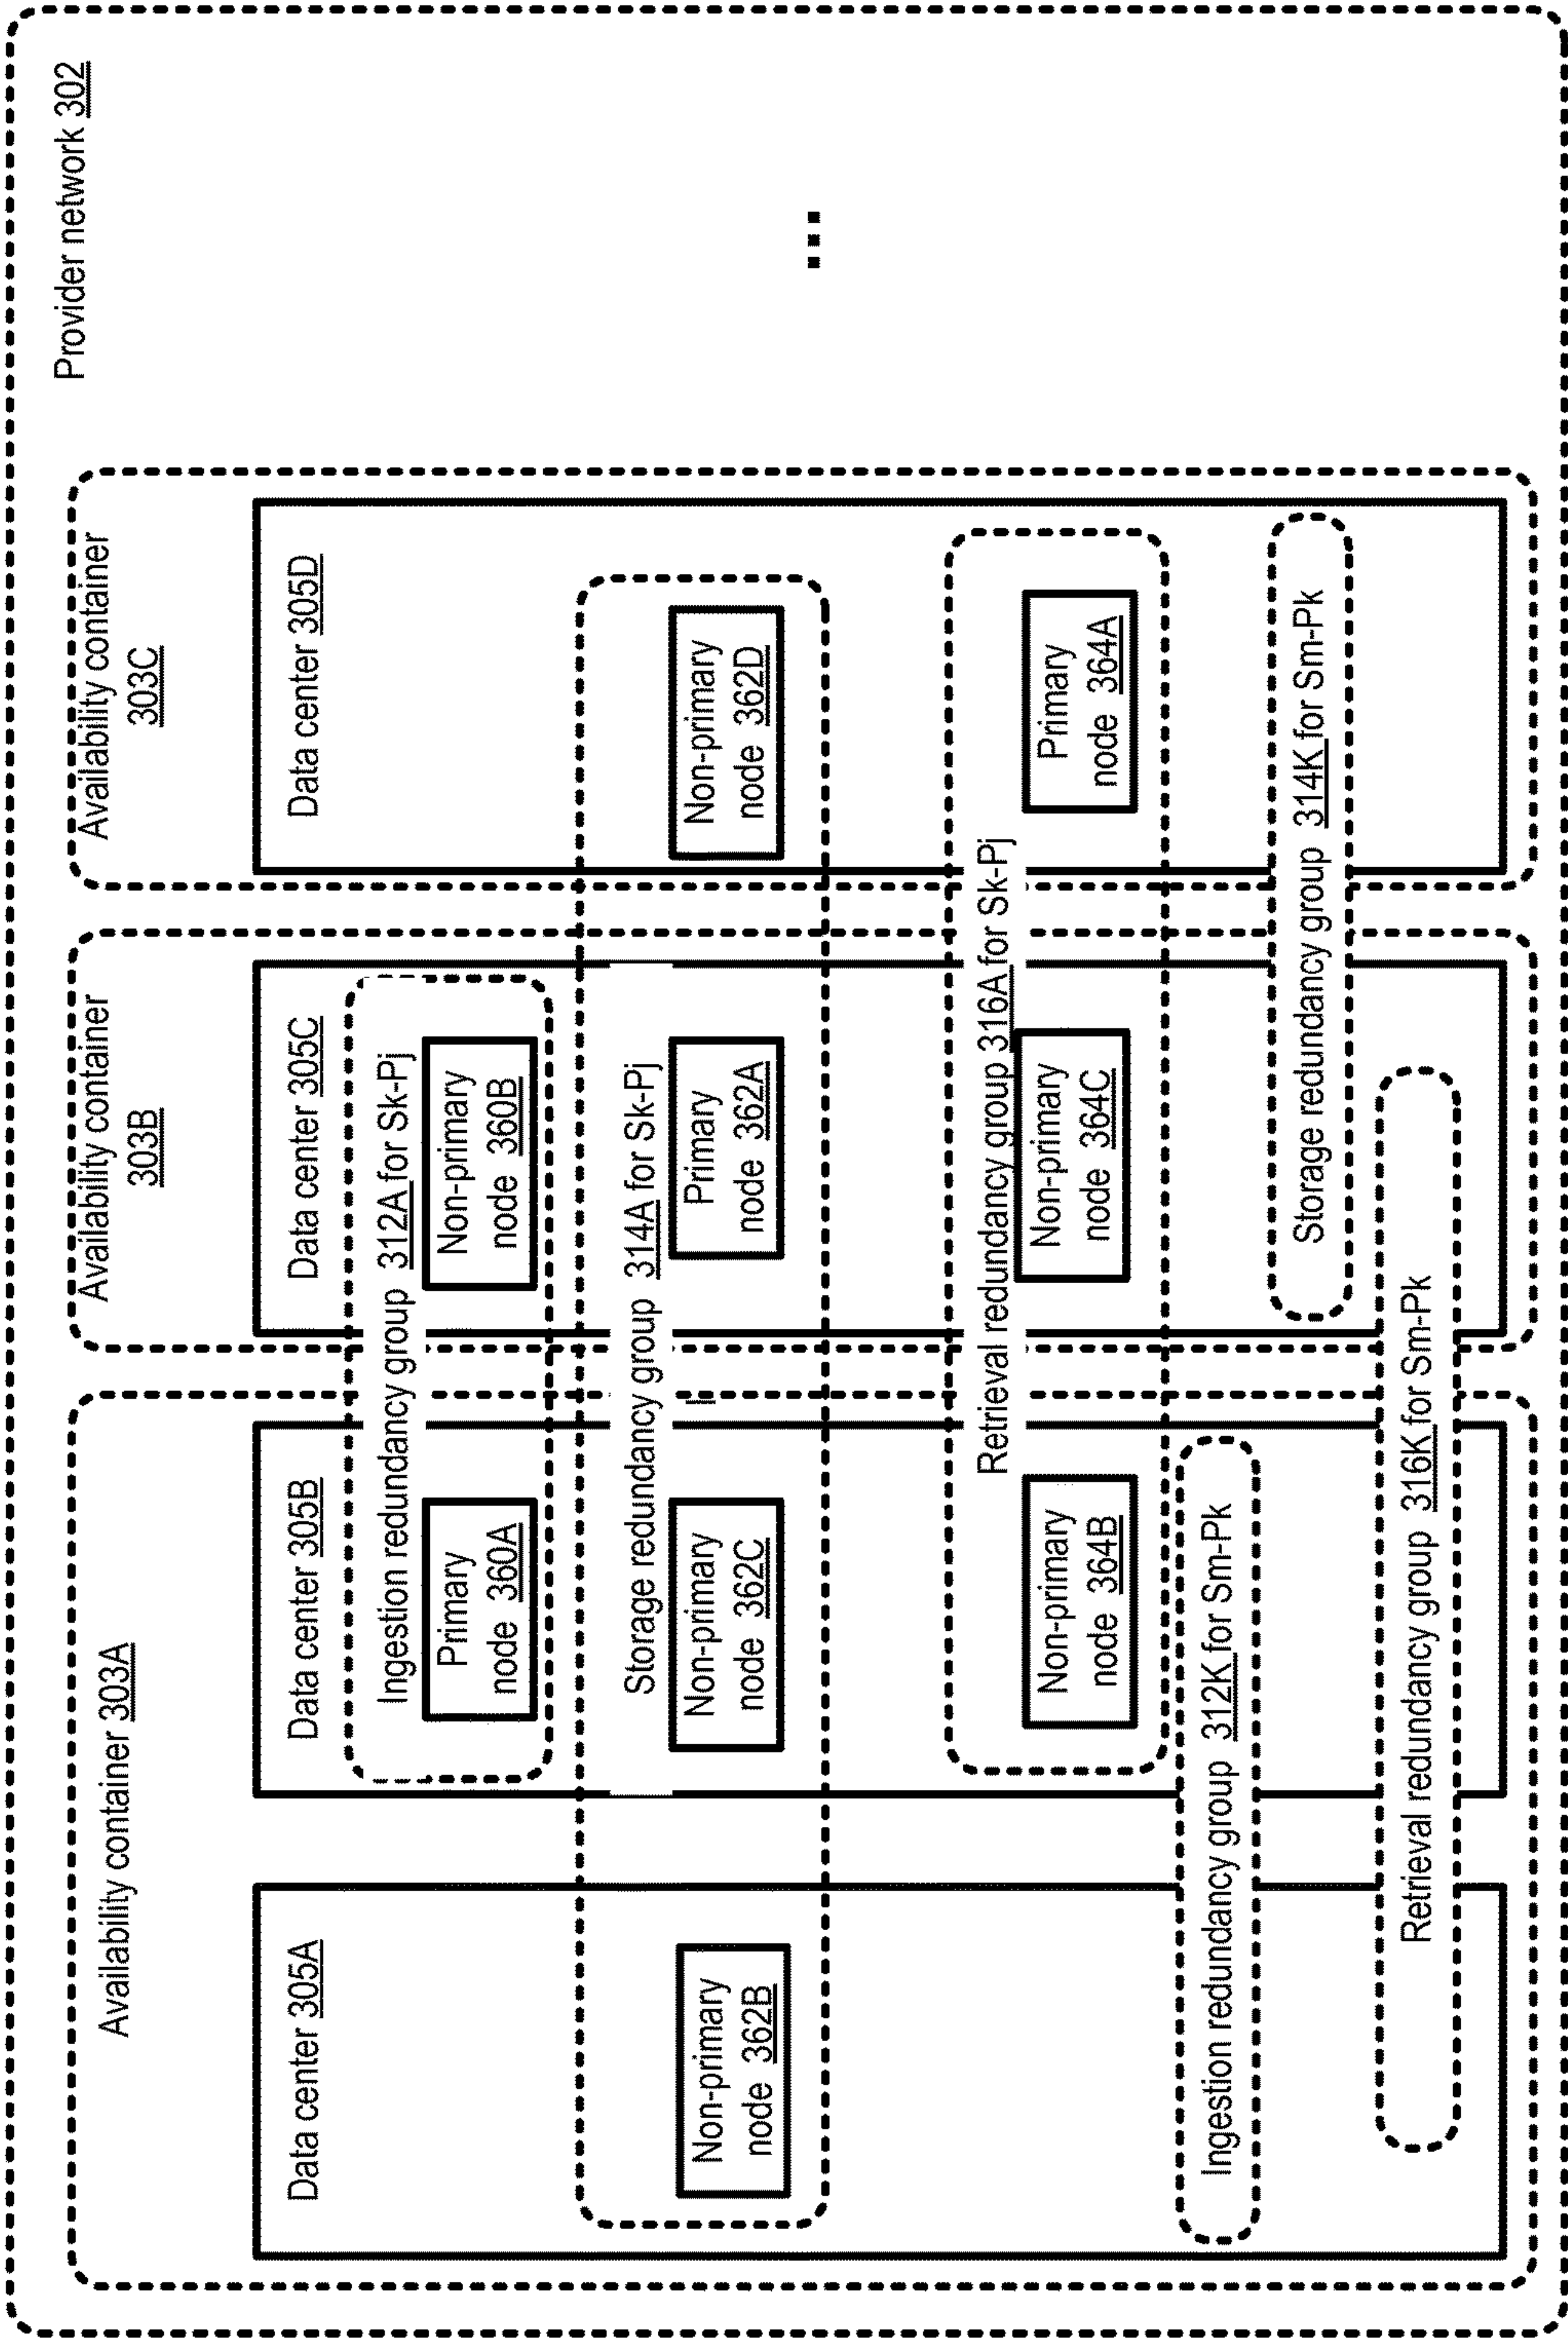 Provider network 302
Availability container 303A
Availability container
303B
Availability container
303C
Data center 305A
Data center 305B
Data center 305C
Data center 305D
Ingestion redundancy group 312A for Sk-Pj
Primary
node 360A
Non-primary
node 360B
Storage redundancy group 314A for Sk-Pj
Non-primary
node 362B
Non-primary
node 362C
Primary
node 362A
Non-primary
node 362D
...
Retrieval redundancy group 316A for Sk-Pj
Non-primary
node 364B
Non-primary
node 364C
Primary
node 364A
Ingestion redundancy group 312K for Sm-Pk
Storage redundancy group 314K for Sm-Pk
Retrieval redundancy group 316K for Sm-Pk